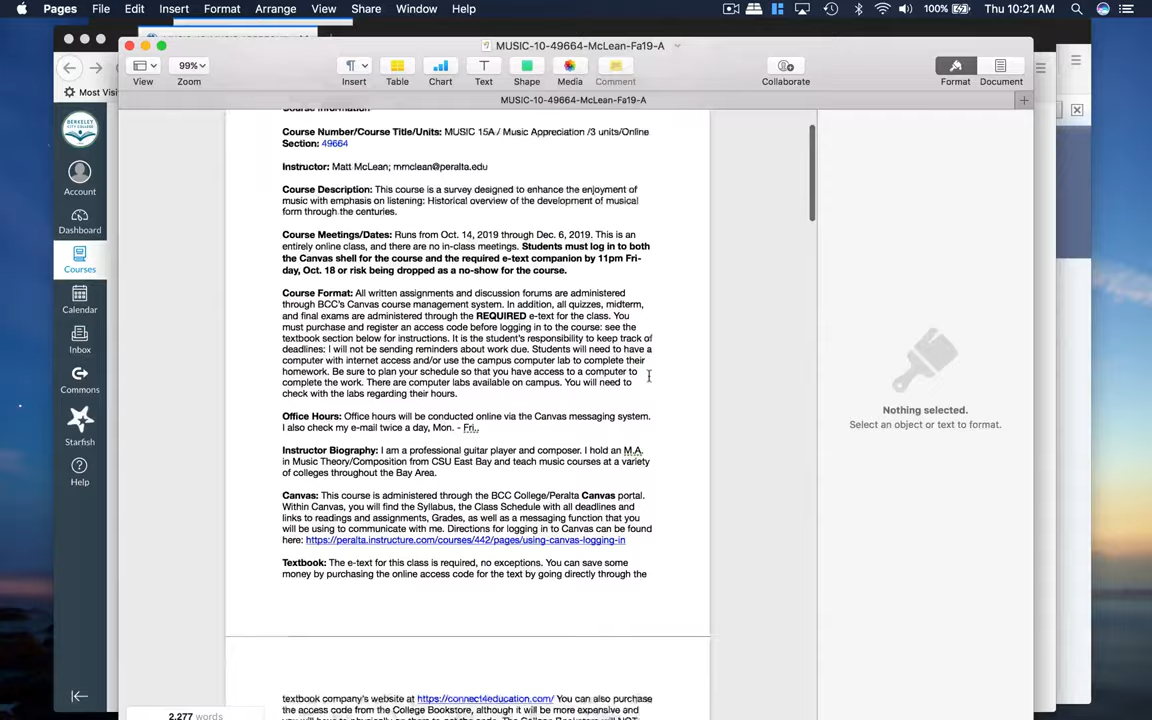 Pages File Edit Insert Format Arrange View Share Window Help
100% Thu 10:21 AM
MUSIC-10-49664-McLean-Fa19-A
99%
View Zoom Insert Table Chart Text Shape Media Comment Collaborate Format Document
MUSIC-10-49664-McLean-Fa19-A
Most Visi
BERKELEY
CITY COLLEGE
Account
Dashboard
Courses
Calendar
Inbox
Commons
Starfish
Help
Course Information
Course Number/Course Title/Units: MUSIC 15A / Music Appreciation /3 units/Online
Section: 49664
Instructor: Matt McLean; mmclean@peralta.edu
Course Description: This course is a survey designed to enhance the enjoyment of
music with emphasis on listening: Historical overview of the development of musical
form through the centuries.
Course Meetings/Dates: Runs from Oct. 14, 2019 through Dec. 6, 2019. This is an
entirely online class, and there are no in-class meetings. Students must log in to both
the Canvas shell for the course and the required e-text companion by 11pm Fri-
day, Oct. 18 or risk being dropped as a no-show for the course.
Course Format: All written assignments and discussion forums are administered
through BCC's Canvas course management system. In addition, all quizzes, midterm,
and final exams are administered through the REQUIRED e-text for the class. You
must purchase and register an access code before logging in to the course: see the
textbook section below for instructions. It is the student's responsibility to keep track of
deadlines: I will not be sending reminders about work due. Students will need to have a
computer with internet access and/or use the campus computer lab to complete their
homework. Be sure to plan your schedule so that you have access to a computer to
complete the work. There are computer labs available on campus. You will need to
check with the labs regarding their hours.
Office Hours: Office hours will be conducted online via the Canvas messaging system.
I also check my e-mail twice a day, Mon. - Fri..
Instructor Biography: I am a professional guitar player and composer. I hold an M.A.
in Music Theory/Composition from CSU East Bay and teach music courses at a variety
of colleges throughout the Bay Area.
Canvas: This course is administered through the BCC College/Peralta Canvas portal.
Within Canvas, you will find the Syllabus, the Class Schedule with all deadlines and
links to readings and assignments, Grades, as well as a messaging function that you
will be using to communicate with me. Directions for logging in to Canvas can be found
here: https://peralta.instructure.com/courses/442/pages/using-canvas-logging-in
Textbook: The e-text for this class is required, no exceptions. You can save some
money by purchasing the online access code for the text by going directly through the
textbook company's website at https://connect4education.com/ You can also purchase
the access code from the College Bookstore, although it will be more expensive and
2,277 words
Nothing selected.
Select an object or text to format.